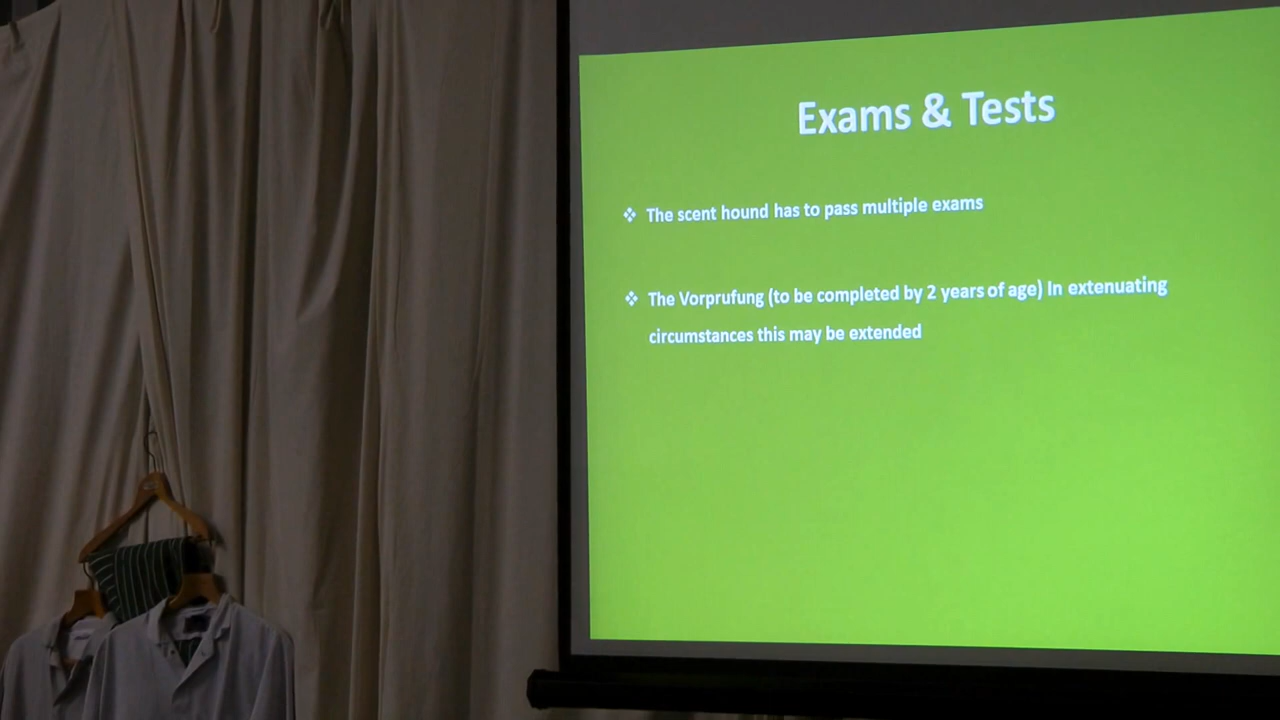 Exams & Tests
❖ The scent hound has to pass multiple exams
❖ The Vorprufung (to be completed by 2 years of age) In extenuating
circumstances this may be extended